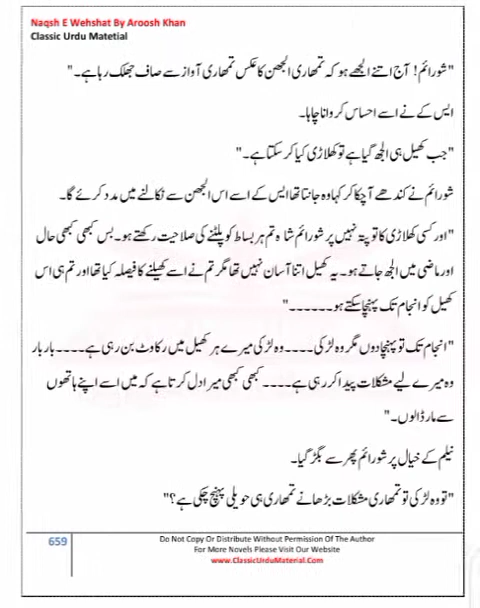 Naqsh E Wehshat By Aroosh Khan
Classic Urdu Matetial
"شورائم! آج اتنے الجھے ہو کہ تمھاری الجھن کا عکس تمھاری آواز سے صاف جھلک رہا ہے۔"
ایس کے نے اسے احساس کروانا چاہا۔
"جب کھیل ہی الجھ گیا ہے تو کھلاڑی کیا کر سکتا ہے۔"
شورائم نے کندھے آچکا کر کہا وہ جانتا تھا ایس کے اسے اس الجھن سے نکالنے میں مدد کرئے گا۔
"اور کسی کھلاڑی کا تو پتہ نہیں پر شورائم شاہ تم ہر بساط کو پلٹنے کی صلاحیت رکھتے ہو۔ بس کبھی کبھی حال
اور ماضی میں الجھ جاتے ہو۔ یہ کھیل اتنا آسان نہیں تھا مگر تم نے اسے کھیلنے کا فیصلہ کیا تھا اور تم ہی اس
کھیل کو انجام تک پہنچا سکتے ہو۔۔۔۔۔۔"
"انجام تک تو پہنچا دوں مگر وہ لڑکی۔۔۔۔ وہ لڑکی میرے ہر کھیل میں رکاوٹ بن رہی ہے۔۔۔۔ بار بار
وہ میرے لیے مشکلات پیدا کر رہی ہے۔۔۔۔ کبھی کبھی میرا دل کرتا ہے کہ میں اسے اپنے ہاتھوں
سے مار ڈالوں۔"
نیلم کے خیال پر شورائم پھر سے بگڑ گیا۔
"تو وہ لڑکی تو تمھاری مشکلات بڑھانے تمھاری ہی حویلی پہنچ چکی ہے؟"
659
Do Not Copy Or Distribute Without Permission Of The Author
For More Novels Please Visit Our Website
www.ClassicUrduMaterial.Com